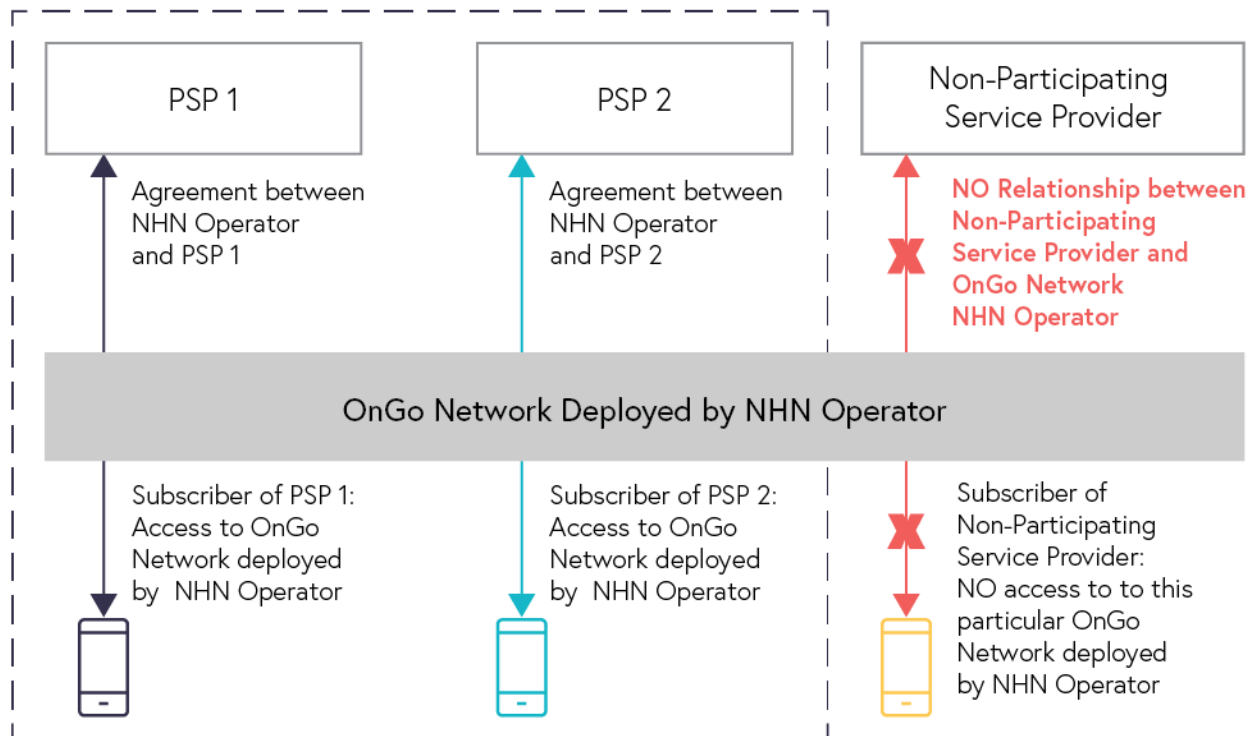 PSP 1
PSP 2
Non-Participating
Service Provider
Agreement between
NHN Operator
and PSP 1
Agreement between
NHN Operator
and PSP 2
NO Relationship between
Non-Participating
Service Provider and
OnGo Network
NHN Operator
OnGo Network Deployed by NHN Operator
Subscriber of PSP 1:
Access to OnGo
Network deployed
by NHN Operator
Subscriber of PSP 2:
Access to OnGo
Network deployed
by NHN Operator
Subscriber of
Non-Participating
Service Provider:
NO access to to this
particular OnGo
Network deployed
by NHN Operator